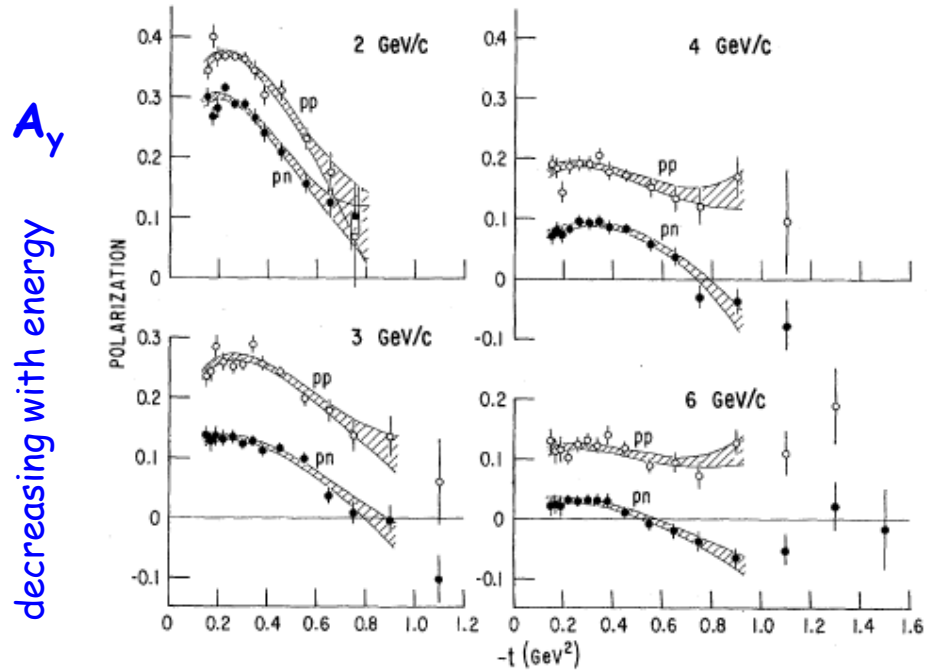 A_y
decreasing with energy
POLARIZATION
2 GeV/c
0.4
0.3
0.2
0.1
0
pp
pn
4 GeV/c
0.4
0.3
0.2
0.1
0
-0.1
pp
pn
3 GeV/c
0.3
0.2
0.1
0
-0.1
pp
pn
0 0.2 0.4 0.6 0.8 1.0 1.2
6 GeV/c
0.2
0.1
0
-0.1
pp
pn
0 0.2 0.4 0.6 0.8 1.0 1.2 1.4 1.6
-t (GeV²)